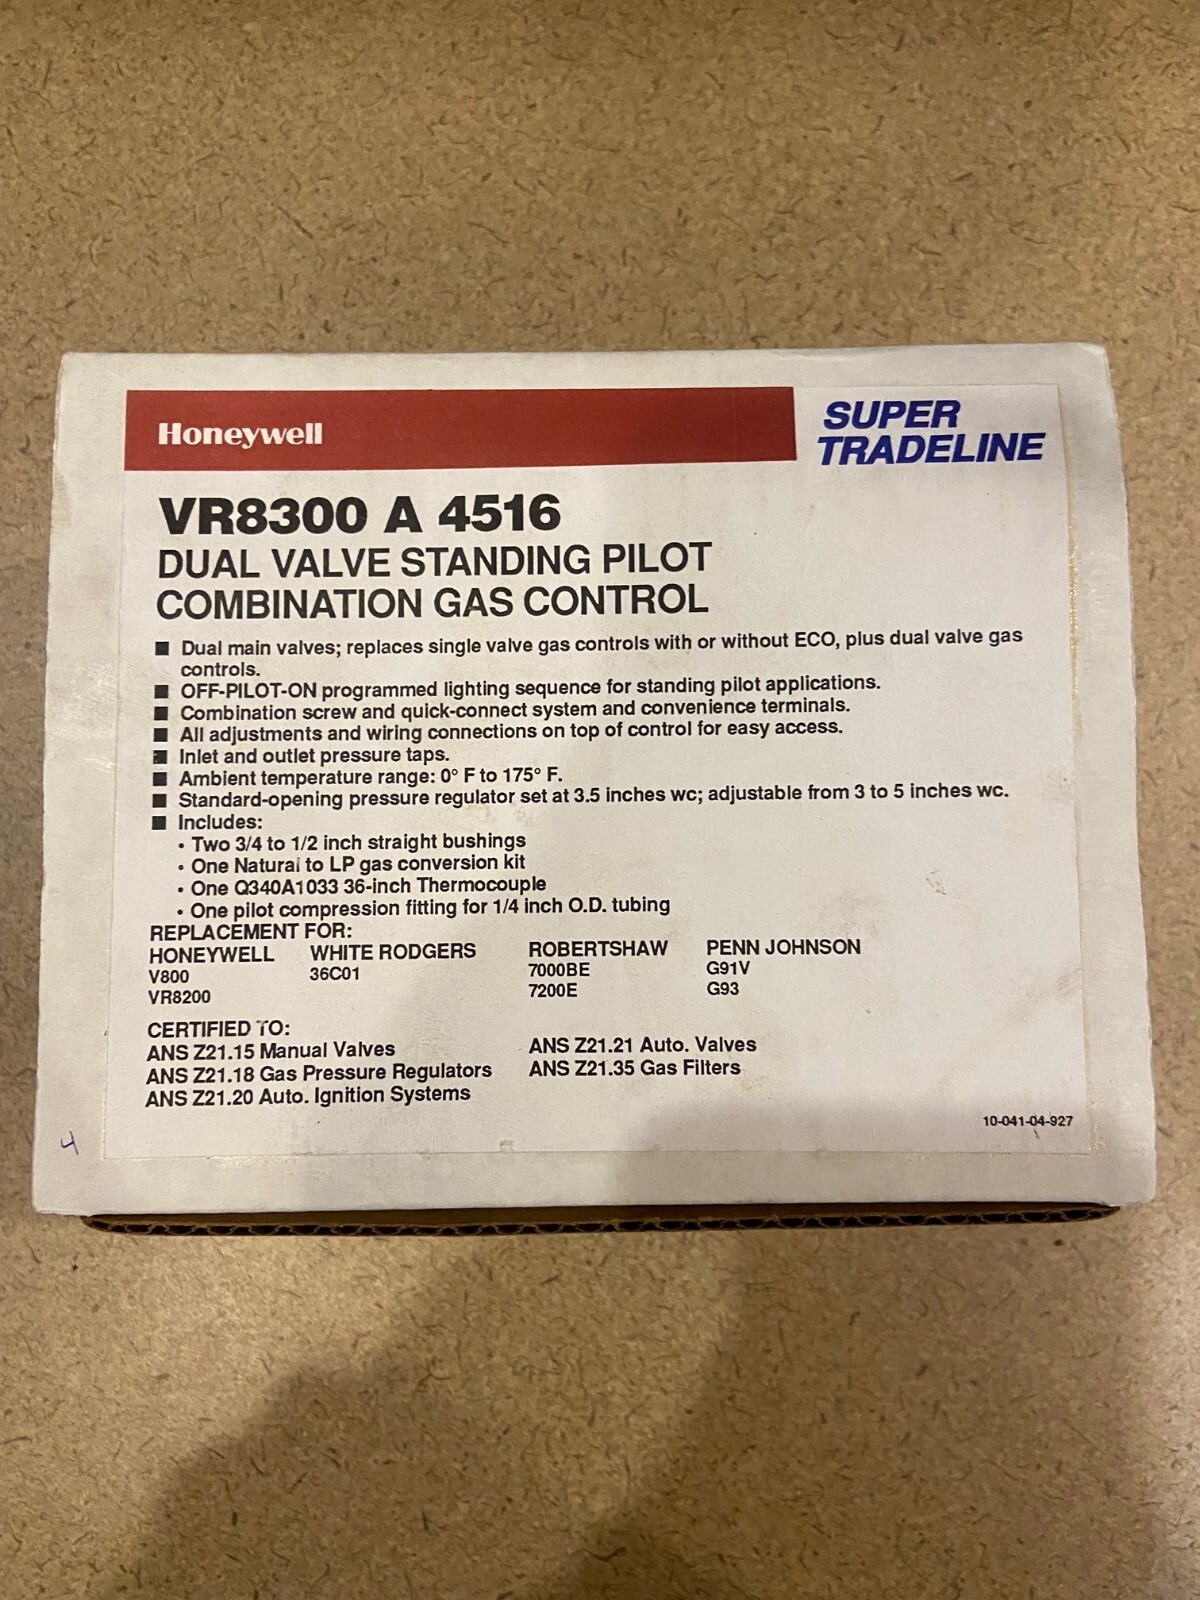 Honeywell
SUPER
TRADELINE
VR8300 A 4516
DUAL VALVE STANDING PILOT
COMBINATION GAS CONTROL
■ Dual main valves; replaces single valve gas controls with or without ECO, plus dual valve gas
controls.
■ OFF-PILOT-ON programmed lighting sequence for standing pilot applications.
■ Combination screw and quick-connect system and convenience terminals.
■ All adjustments and wiring connections on top of control for easy access.
■ Inlet and outlet pressure taps.
■ Ambient temperature range: 0° F to 175° F.
■ Standard-opening pressure regulator set at 3.5 inches wc; adjustable from 3 to 5 inches wc.
■ Includes:
• Two 3/4 to 1/2 inch straight bushings
• One Natural to LP gas conversion kit
• One Q340A1033 36-inch Thermocouple
• One pilot compression fitting for 1/4 inch O.D. tubing
REPLACEMENT FOR:
HONEYWELL WHITE RODGERS ROBERTSHAW PENN JOHNSON
V800 36C01 7000BE G91V
VR8200 7200E G93
CERTIFIED TO:
ANS Z21.15 Manual Valves ANS Z21.21 Auto. Valves
ANS Z21.18 Gas Pressure Regulators ANS Z21.35 Gas Filters
ANS Z21.20 Auto. Ignition Systems
10-041-04-927
4